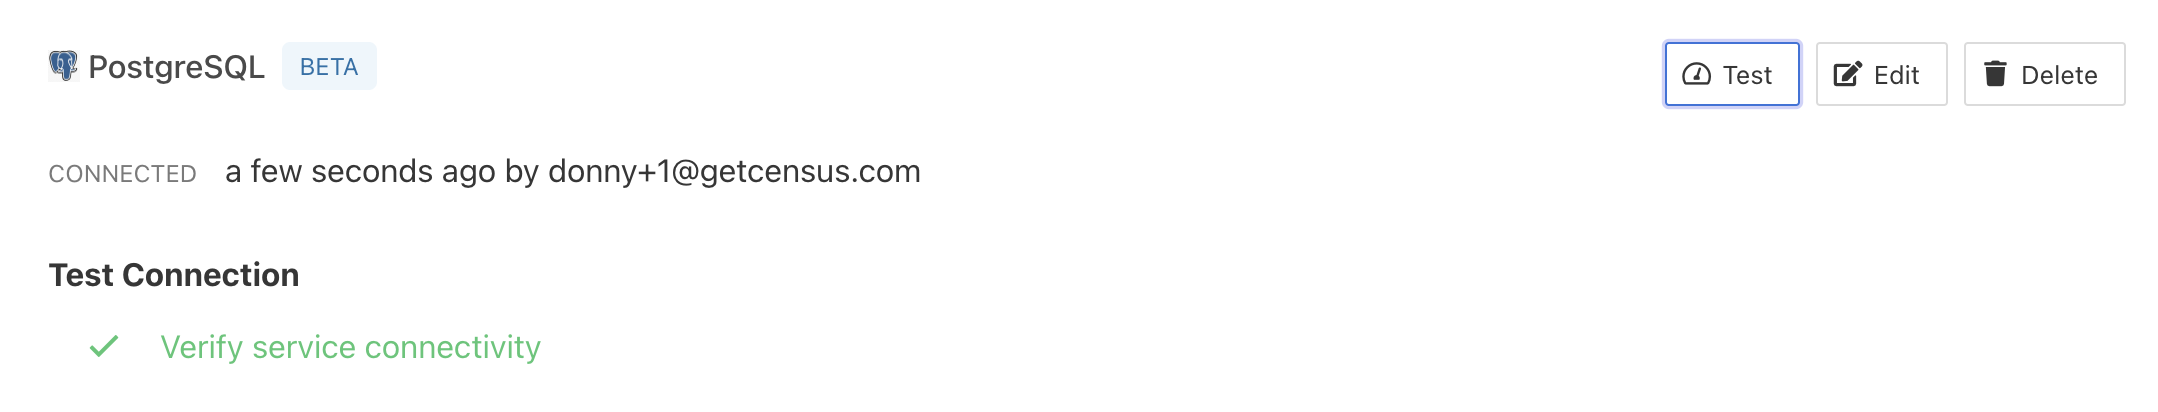 PostgreSQL BETA Test Edit Delete
CONNECTED a few seconds ago by donny+1@getcensus.com
Test Connection
Verify service connectivity